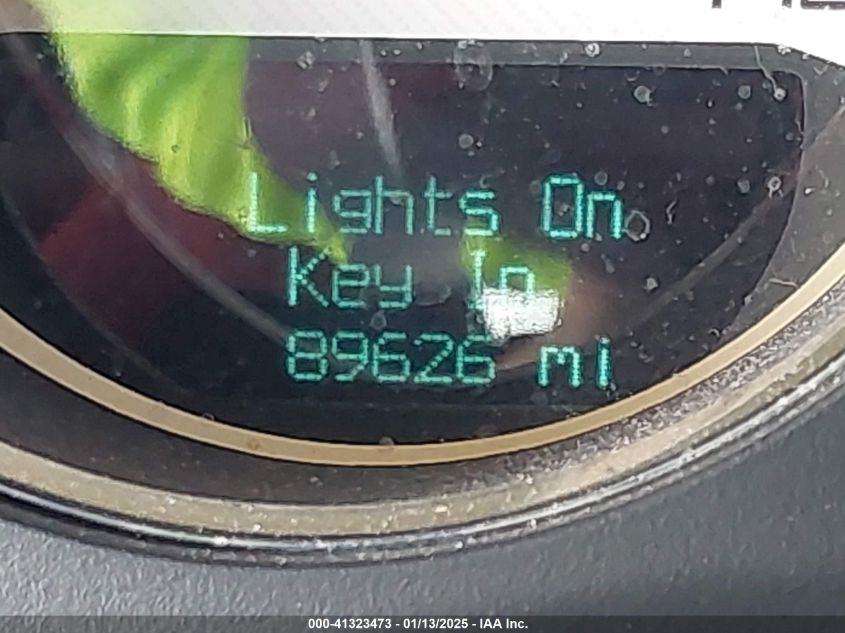 Lights On
Key In
89626 mi
000-41323473 - 01/13/2025 - IAA Inc.